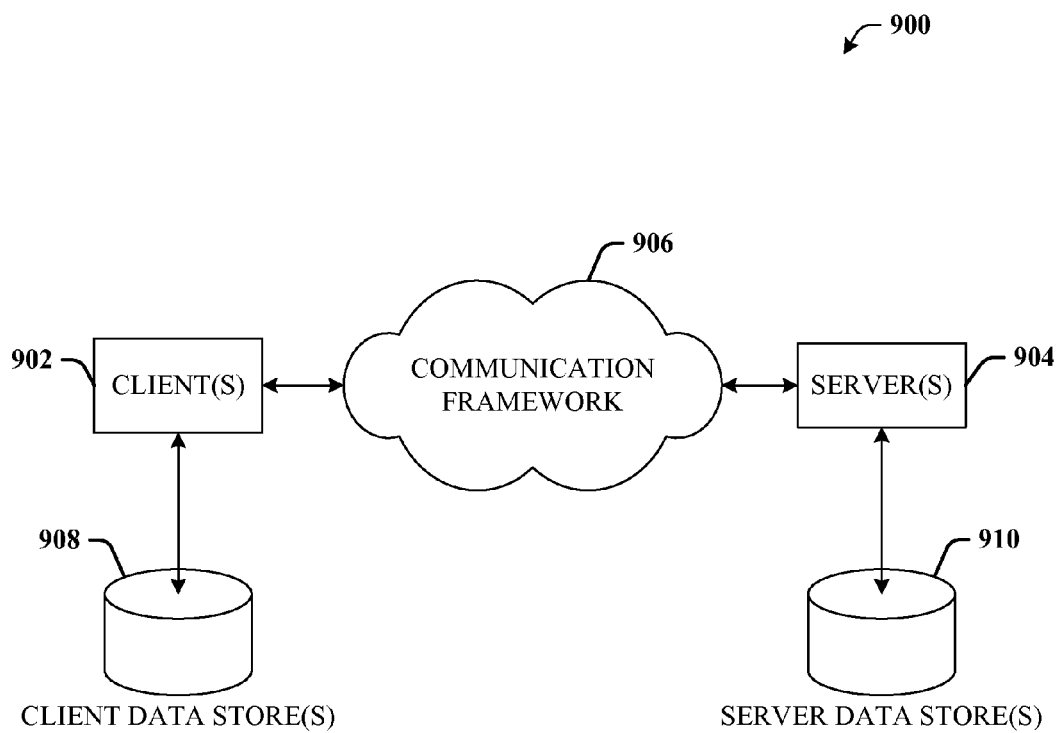 900
906
902
CLIENT(S)
COMMUNICATION
FRAMEWORK
SERVER(S)
904
908
910
CLIENT DATA STORE(S)
SERVER DATA STORE(S)